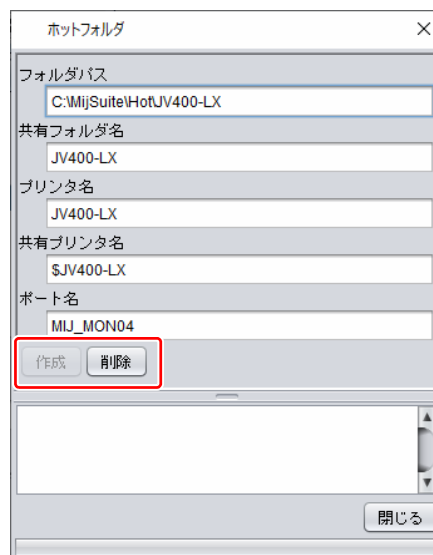 ホットフォルダ
フォルダパス
C:\MijSuite\Hot\JV400-LX
共有フォルダ名
JV400-LX
プリンタ名
JV400-LX
共有プリンタ名
$JV400-LX
ポート名
MIJ_MON04
作成 削除
閉じる